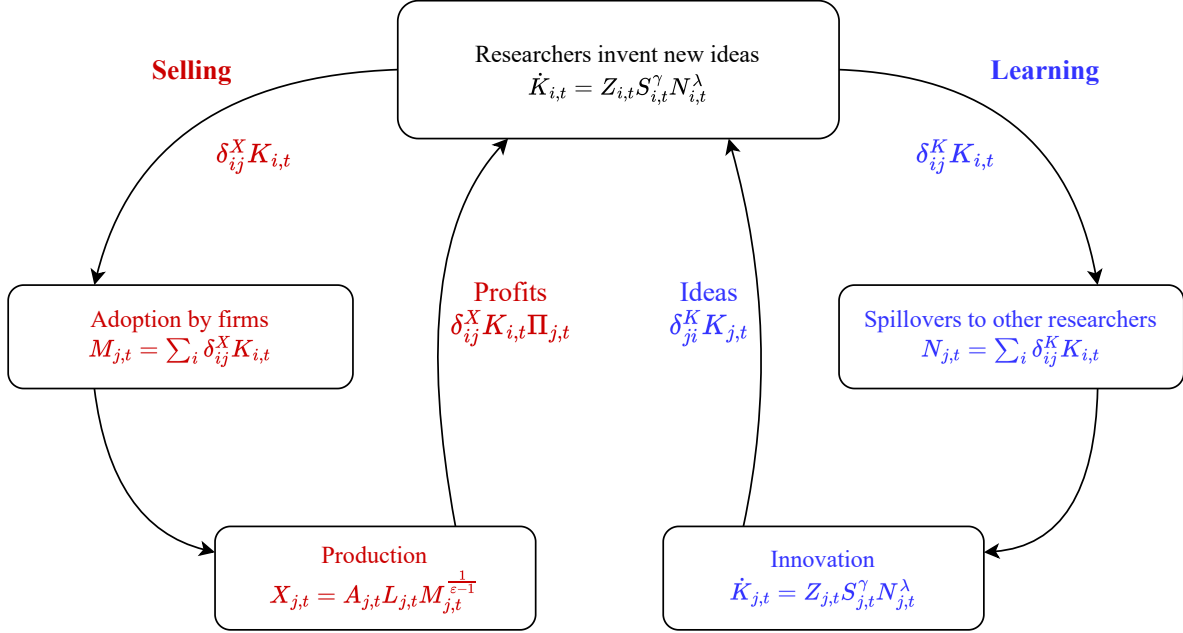 Researchers invent new ideas
K̇_{i,t} = Z_{i,t} S_{i,t}^{γ} N_{i,t}^{λ}
Selling
Learning
δ_{ij}^{X} K_{i,t}
δ_{ij}^{K} K_{i,t}
Profits
δ_{ij}^{X} K_{i,t} Π_{j,t}
Ideas
δ_{ji}^{K} K_{j,t}
Adoption by firms
M_{j,t} = ∑_{i} δ_{ij}^{X} K_{i,t}
Spillovers to other researchers
N_{j,t} = ∑_{i} δ_{ij}^{K} K_{i,t}
Production
X_{j,t} = A_{j,t} L_{j,t} M_{j,t}^{\frac{1}{ε−1}}
Innovation
K̇_{j,t} = Z_{j,t} S_{j,t}^{γ} N_{j,t}^{λ}